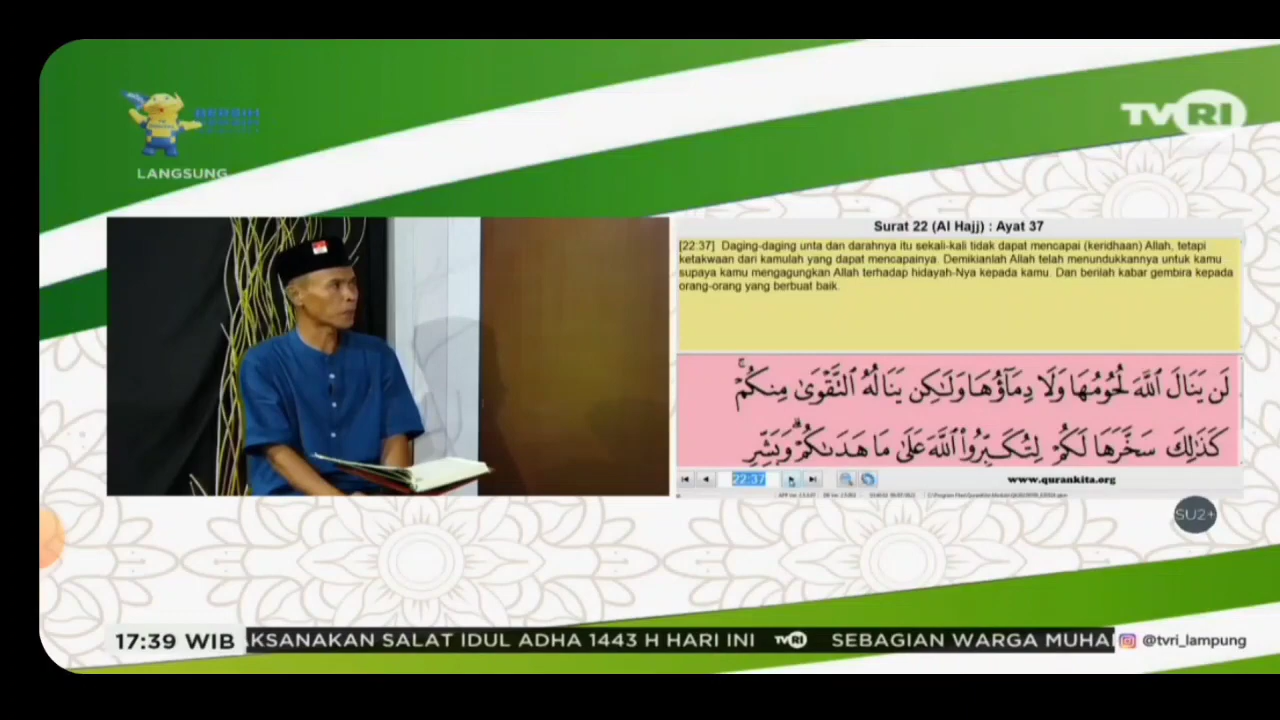 TVRI
LANGSUNG
Surat 22 (Al Hajj) : Ayat 37
[22:37] Daging-daging unta dan darahnya itu sekali-kali tidak dapat mencapai (keridhaan) Allah, tetapi
ketakwaan dari kamulah yang dapat mencapainya. Demikianlah Allah telah menundukkannya untuk kamu
supaya kamu mengagungkan Allah terhadap hidayah-Nya kepada kamu. Dan berilah kabar gembira kepada
orang-orang yang berbuat baik.
لَن يَنَالَ ٱللَّهَ لُحُومُهَا وَلَا دِمَآؤُهَا وَلَـٰكِن يَنَالُهُ ٱلتَّقْوَىٰ مِنكُمْ ۚ
كَذَٰلِكَ سَخَّرَهَا لَكُمْ لِتُكَبِّرُوا۟ ٱللَّهَ عَلَىٰ مَا هَدَىٰكُمْ ۗ وَبَشِّرِ
22:37
www.qurankita.org
SU2+
17:39 WIB
KSANAKAN SALAT IDUL ADHA 1443 H HARI INI TVRI SEBAGIAN WARGA MUHA
@tvri_lampung